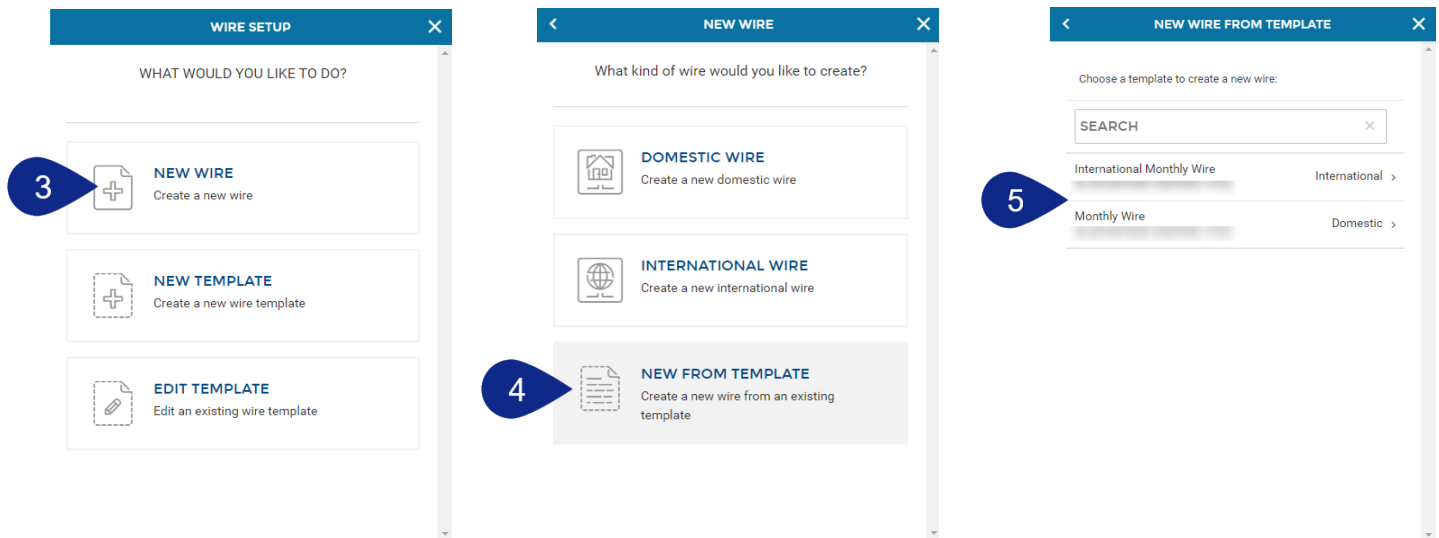 WIRE SETUP
WHAT WOULD YOU LIKE TO DO?
3
NEW WIRE
Create a new wire
NEW TEMPLATE
Create a new wire template
EDIT TEMPLATE
Edit an existing wire template
NEW WIRE
What kind of wire would you like to create?
DOMESTIC WIRE
Create a new domestic wire
INTERNATIONAL WIRE
Create a new international wire
4
NEW FROM TEMPLATE
Create a new wire from an existing
template
NEW WIRE FROM TEMPLATE
Choose a template to create a new wire:
SEARCH
5
International Monthly Wire
International
Monthly Wire
Domestic